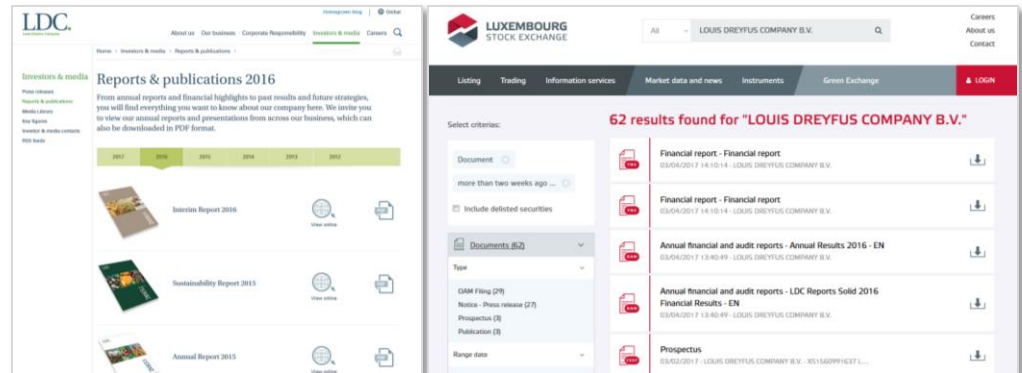 LDC.
Louis Dreyfus Company
Homegrown blog | Global
About us Our business Corporate Responsibility Investors & media Careers
Home > Investors & media > Reports & publications >
Investors & media
Press releases
Reports & publications
Media Library
Key figures
Investor & media contacts
RSS feeds
Reports & publications 2016
From annual reports and financial highlights to past results and future strategies,
you will find everything you want to know about our company here. We invite you
to view our annual reports and presentations from across our business, which can
also be downloaded in PDF format.
2017 2016 2015 2014 2013 2012
Interim Report 2016
View online
Sustainability Report 2015
View online
Annual Report 2015
View online
LUXEMBOURG
STOCK EXCHANGE
All LOUIS DREYFUS COMPANY B.V.
Careers
About us
Contact
Listing Trading Information services Market data and news Instruments Green Exchange LOGIN
Select criterias:
Document
more than two weeks ago ...
Include delisted securities
Documents (62)
Type
OAM Filing (29)
Notice - Press release (27)
Prospectus (3)
Publication (3)
Range date
62 results found for "LOUIS DREYFUS COMPANY B.V."
Financial report - Financial report
03/04/2017 14:10:14 - LOUIS DREYFUS COMPANY B.V.
Financial report - Financial report
03/04/2017 14:10:14 - LOUIS DREYFUS COMPANY B.V.
Annual financial and audit reports - Annual Results 2016 - EN
03/04/2017 13:40:49 - LOUIS DREYFUS COMPANY B.V.
Annual financial and audit reports - LDC Reports Solid 2016
Financial Results - EN
03/04/2017 13:40:49 - LOUIS DREYFUS COMPANY B.V.
Prospectus
03/02/2017 - LOUIS DREYFUS COMPANY B.V. - XS1560991637 L...